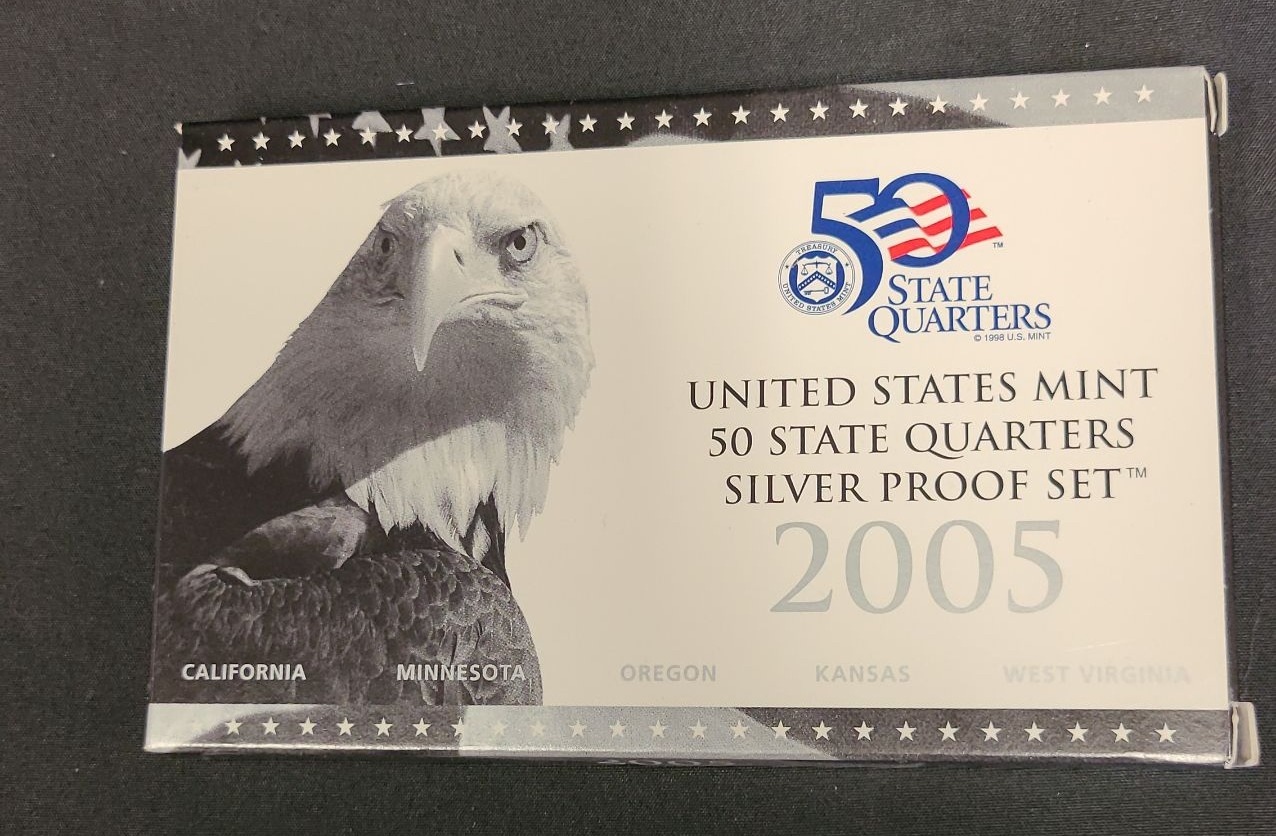 50
TM
TREASURY
UNITED STATES MINT
STATE
QUARTERS
© 1998 U.S. MINT
UNITED STATES MINT
50 STATE QUARTERS
SILVER PROOF SET™
2005
CALIFORNIA MINNESOTA OREGON KANSAS WEST VIRGINIA
2005